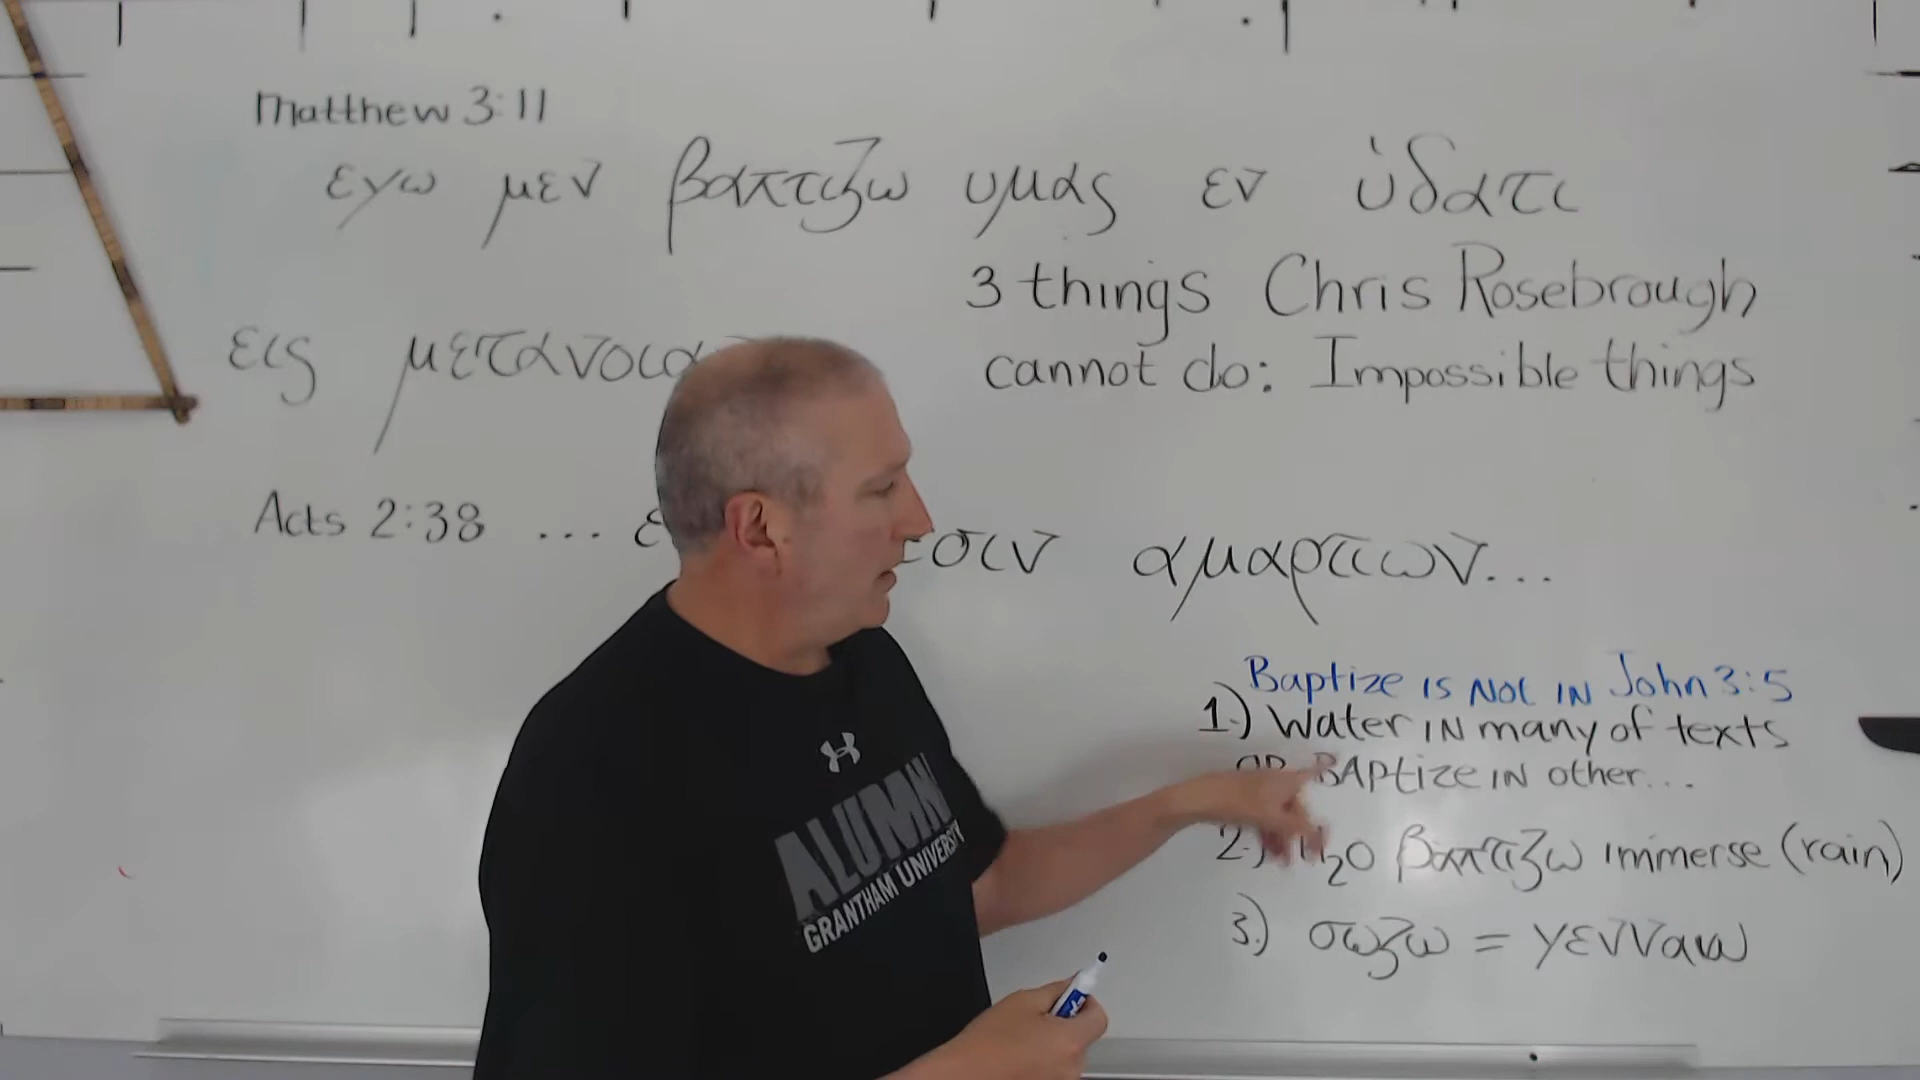 Matthew 3:11
εγω μεν βαπτιζω υμας εν ὑδατι
3 things Chris Rosebrough
εις μετανοια
cannot do: Impossible things
Acts 2:38 ... εσιν αμαρτιων...
Baptize is Not in John 3:5
1.) Water in many of texts
or BAptize in other...
2.) H2O βαπτιζω immerse (rain)
3.) σωζω = γενναω
ALUMNI
GRANTHAM UNIVERSITY